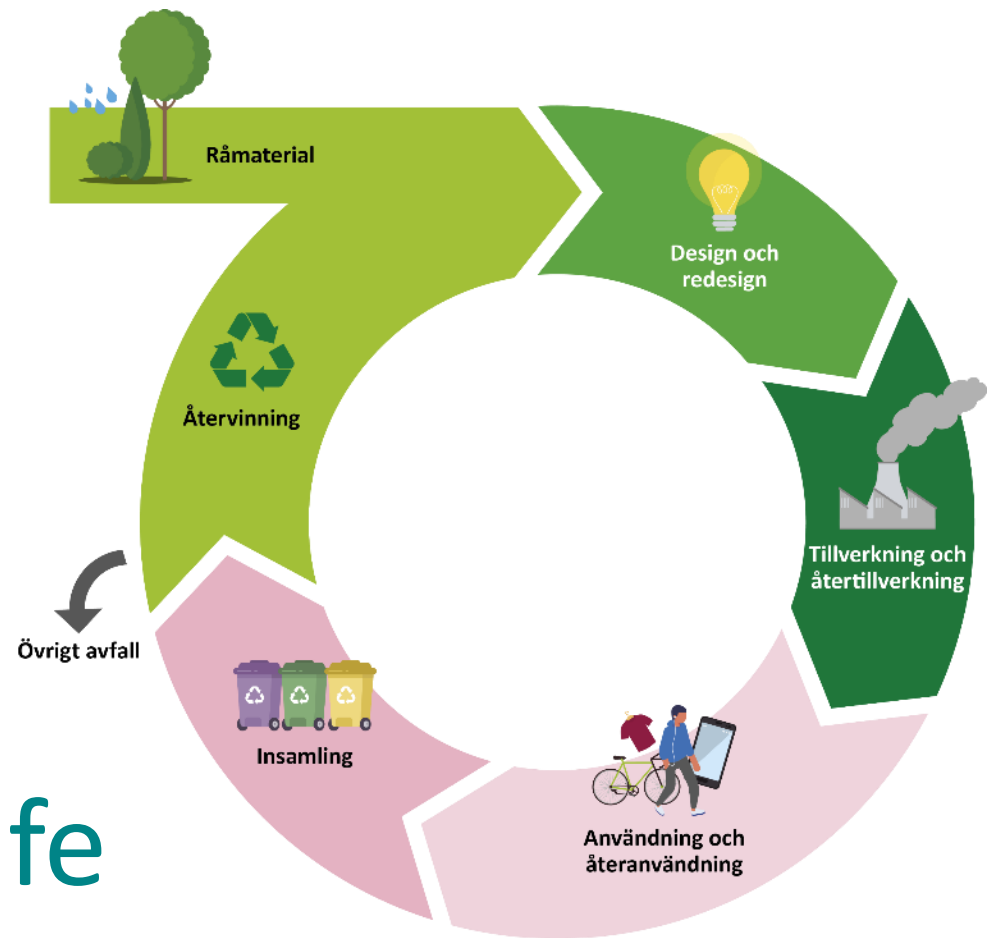 Råmaterial
Design och
redesign
Tillverkning och
återtillverkning
Användning och
återanvändning
Insamling
Övrigt avfall
Återvinning
fe